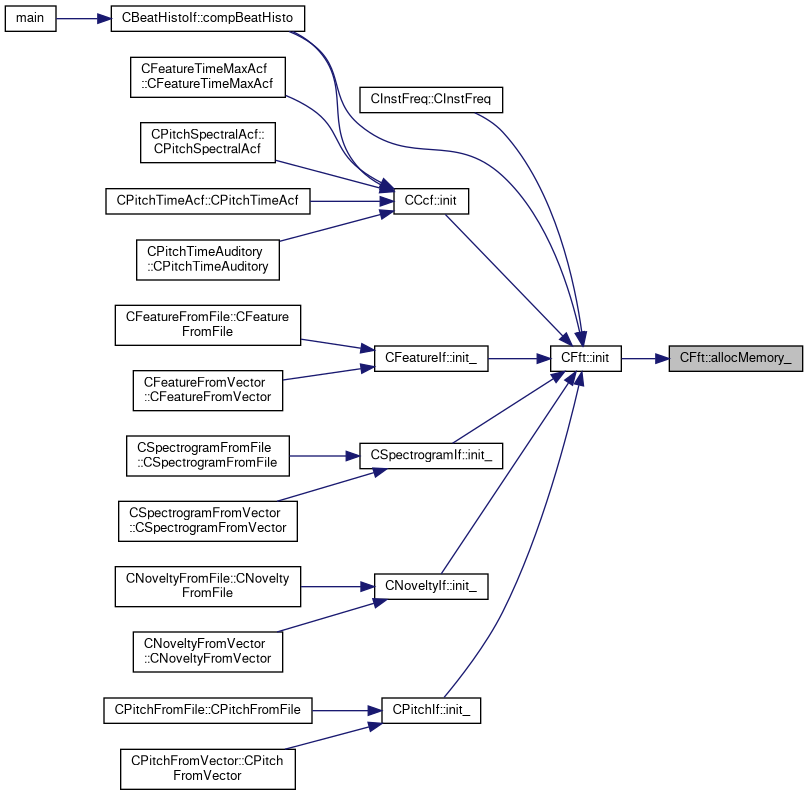 main
CBeatHistoIf::compBeatHisto
CFeatureTimeMaxAcf
::CFeatureTimeMaxAcf
CInstFreq::CInstFreq
CPitchSpectralAcf::
CPitchSpectralAcf
CPitchTimeAcf::CPitchTimeAcf
CCcf::init
CPitchTimeAuditory
::CPitchTimeAuditory
CFeatureFromFile::CFeature
FromFile
CFeatureIf::init_
CFft::init
CFft::allocMemory_
CFeatureFromVector
::CFeatureFromVector
CSpectrogramFromFile
::CSpectrogramFromFile
CSpectrogramIf::init_
CSpectrogramFromVector
::CSpectrogramFromVector
CNoveltyFromFile::CNovelty
FromFile
CNoveltyIf::init_
CNoveltyFromVector
::CNoveltyFromVector
CPitchFromFile::CPitchFromFile
CPitchIf::init_
CPitchFromVector::CPitch
FromVector